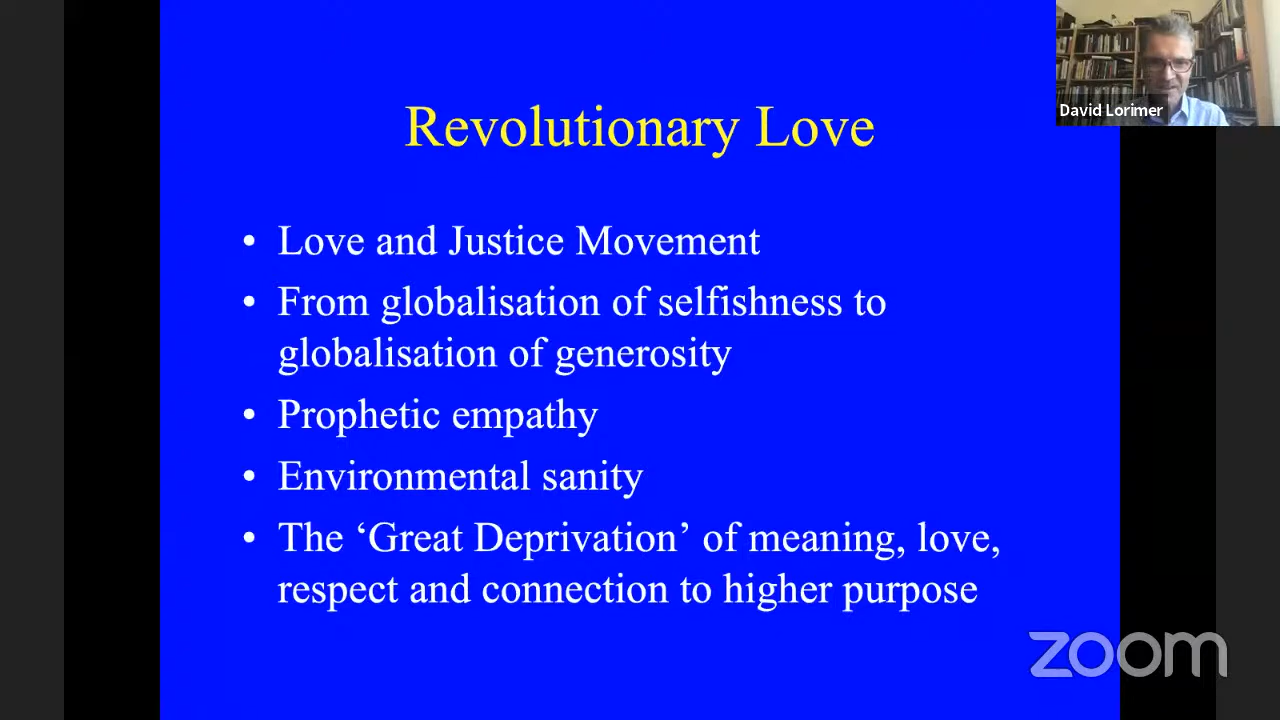 David Lorimer
Revolutionary Love
• Love and Justice Movement
• From globalisation of selfishness to
globalisation of generosity
• Prophetic empathy
• Environmental sanity
• The ‘Great Deprivation’ of meaning, love,
respect and connection to higher purpose
zoom